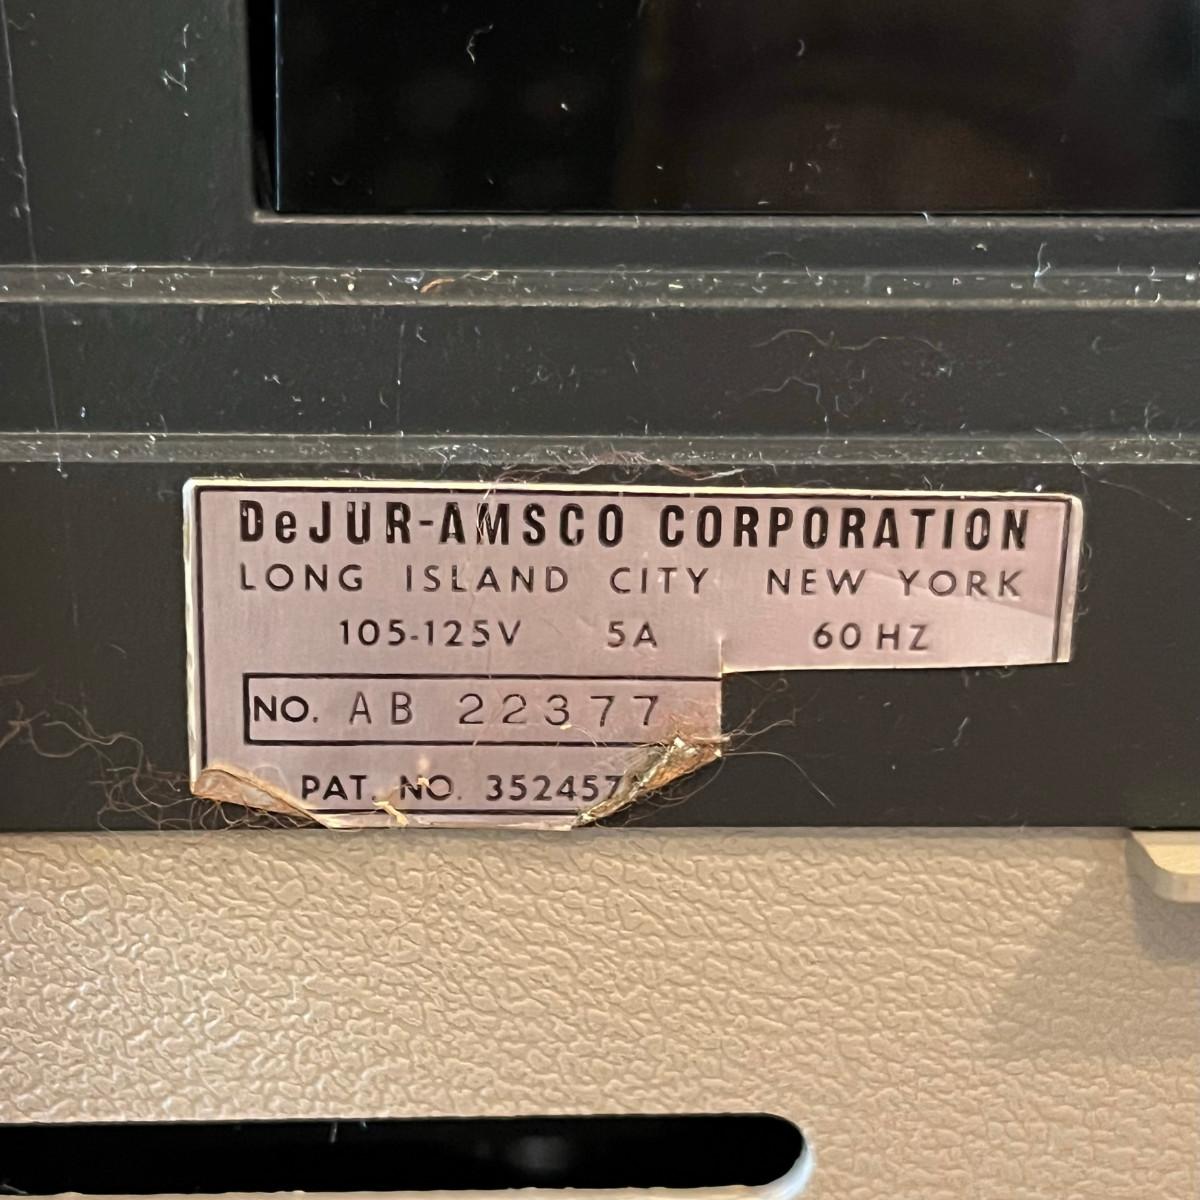 DeJUR-AMSCO CORPORATION
LONG ISLAND CITY NEW YORK
105-125V 5A 60 HZ
NO. AB 22377
PAT. NO. 352457